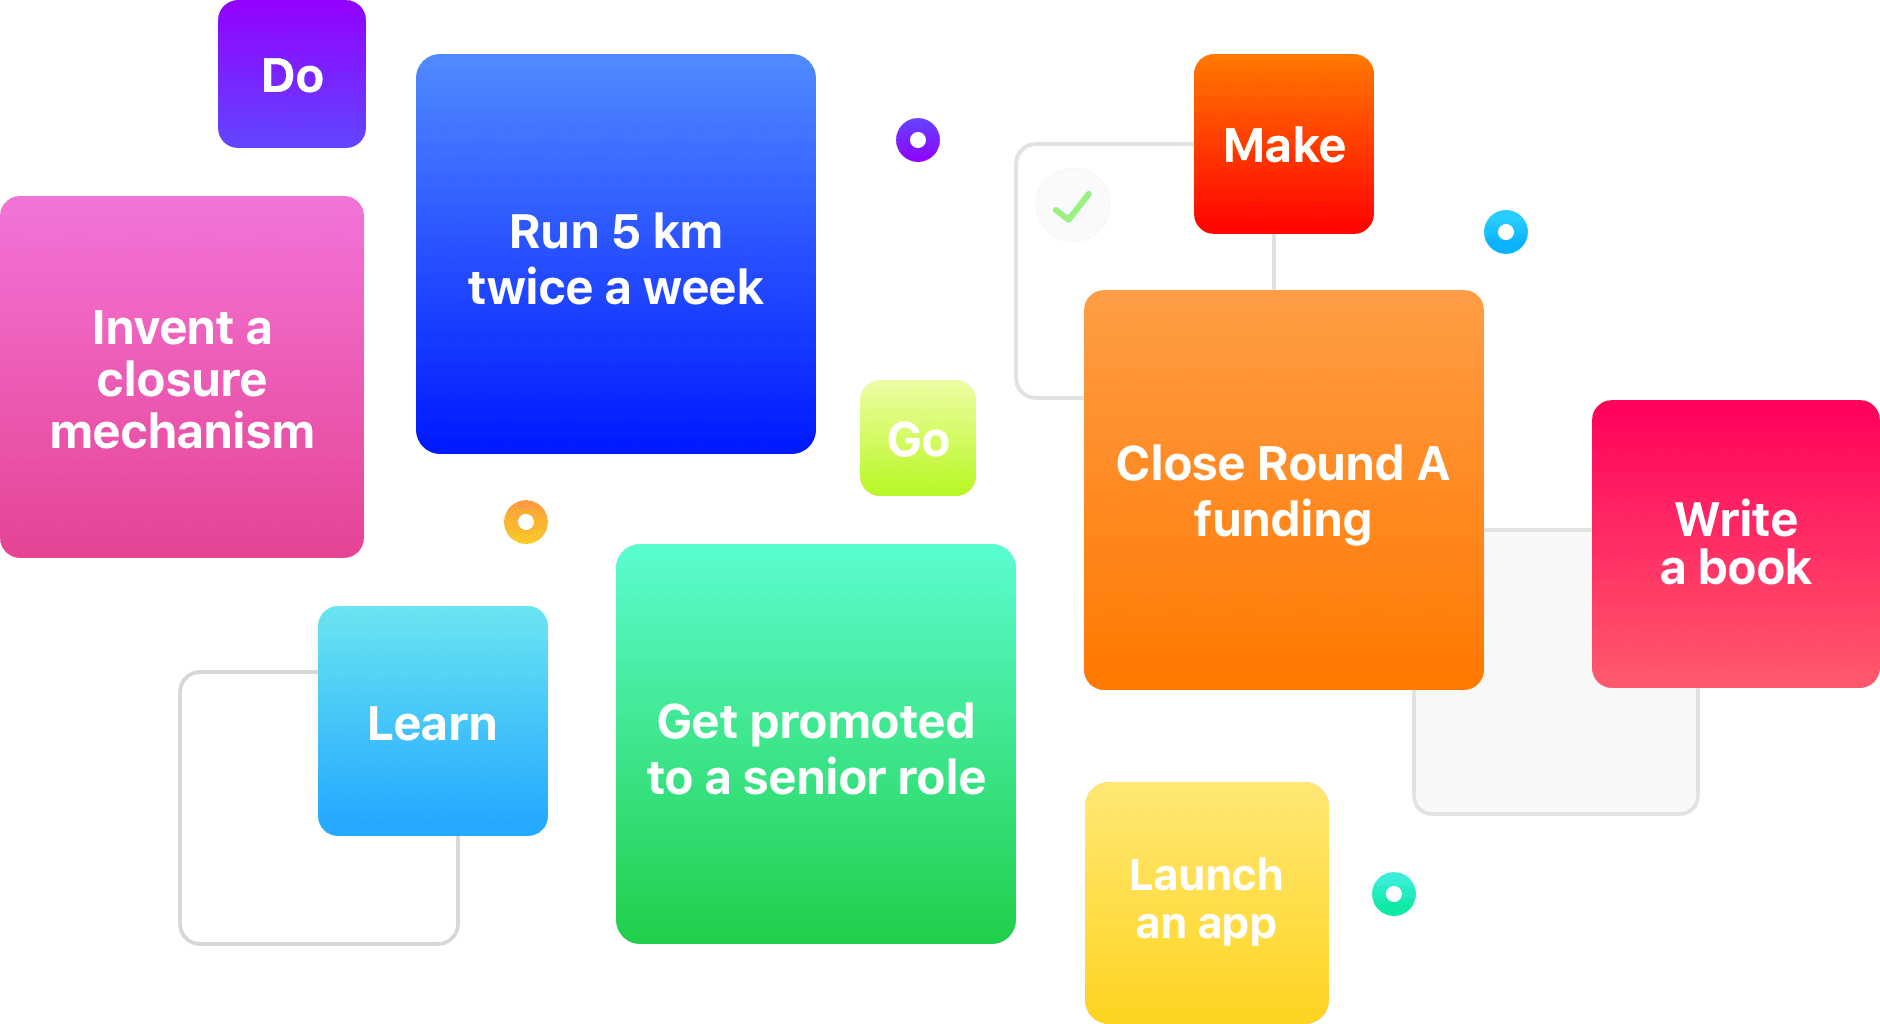 Do
Run 5 km
twice a week
Make
Invent a
closure
mechanism
Go
Close Round A
funding
Write
a book
Learn
Get promoted
to a senior role
Launch
an app